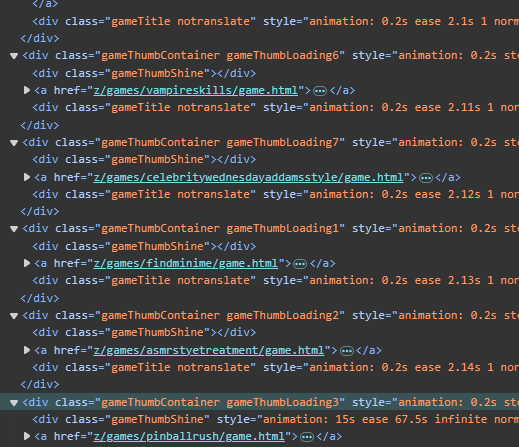 </a>
<div class="gameTitle notranslate" style="animation: 0.2s ease 2.1s 1 norm
</div>
<div class="gameThumbContainer gameThumbLoading6" style="animation: 0.2s ste
<div class="gameThumbShine"></div>
<a href="z/games/vampireskills/game.html">⋯</a>
<div class="gameTitle notranslate" style="animation: 0.2s ease 2.11s 1 nor
</div>
<div class="gameThumbContainer gameThumbLoading7" style="animation: 0.2s ste
<div class="gameThumbShine"></div>
<a href="z/games/celebritywednesdayaddamsstyle/game.html">⋯</a>
<div class="gameTitle notranslate" style="animation: 0.2s ease 2.12s 1 nor
</div>
<div class="gameThumbContainer gameThumbLoading1" style="animation: 0.2s ste
<div class="gameThumbShine"></div>
<a href="z/games/findminime/game.html">⋯</a>
<div class="gameTitle notranslate" style="animation: 0.2s ease 2.13s 1 nor
</div>
<div class="gameThumbContainer gameThumbLoading2" style="animation: 0.2s ste
<div class="gameThumbShine"></div>
<a href="z/games/asmrstyetreatment/game.html">⋯</a>
<div class="gameTitle notranslate" style="animation: 0.2s ease 2.14s 1 nor
</div>
<div class="gameThumbContainer gameThumbLoading3" style="animation: 0.2s ste
<div class="gameThumbShine" style="animation: 15s ease 67.5s infinite norm
<a href="z/games/pinballrush/game.html">⋯</a>